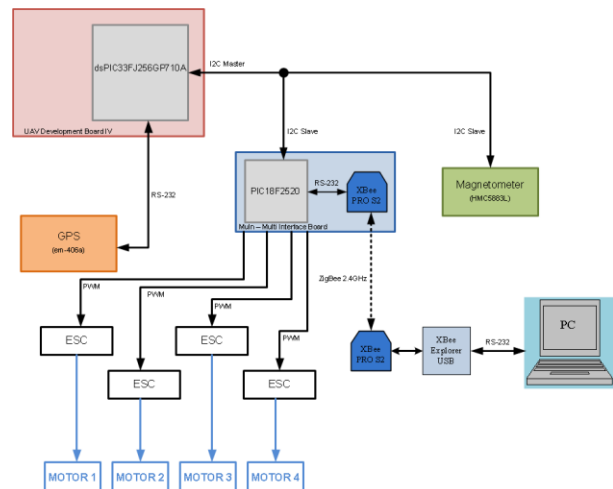 dsPIC33FJ256GP710A
I2C Master
UAV Development Board IV
I2C Slave
I2C Slave
RS-232
PIC18F2520
RS-232
XBee
PRO S2
Magnetometer
(HMC5883L)
MuIn – Multi Interface Board
GPS
(em-406a)
ZigBee 2.4GHz
PWM
PWM
PWM
PWM
ESC
ESC
ESC
ESC
XBee
PRO S2
XBee
Explorer
USB
RS-232
PC
MOTOR 1
MOTOR 2
MOTOR 3
MOTOR 4